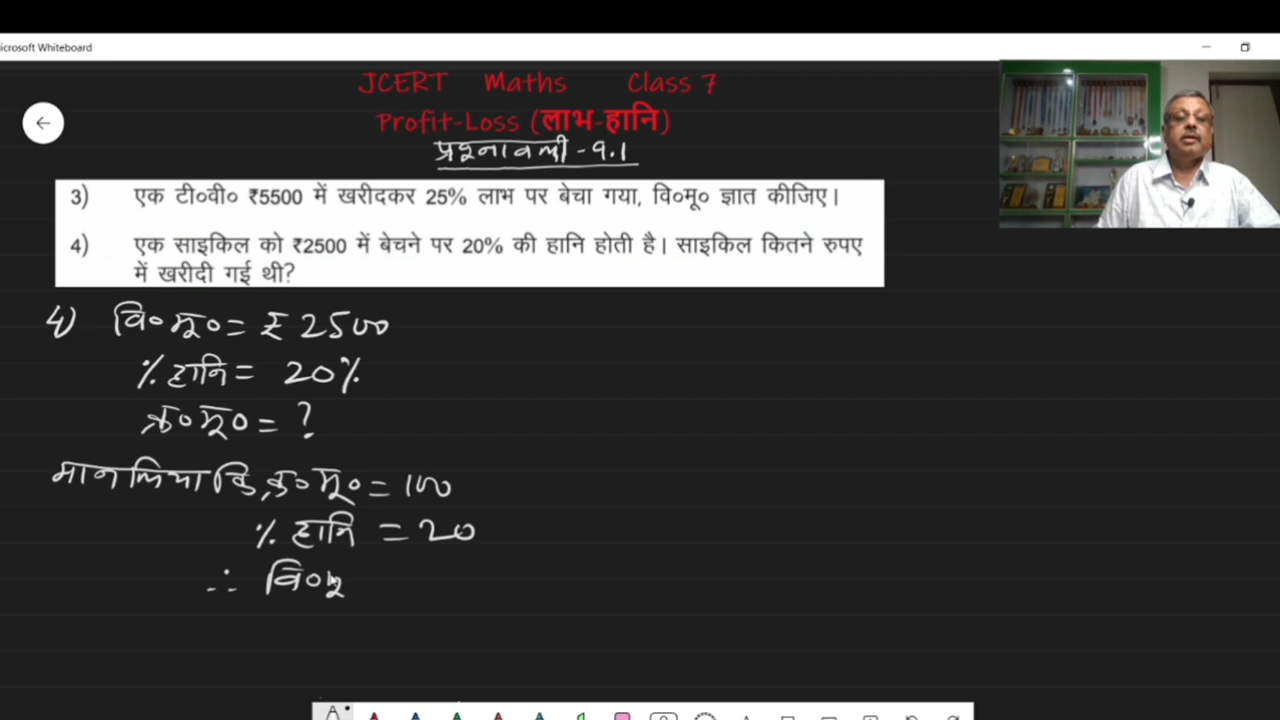 icrosoft Whiteboard
JCERT Maths Class 7
Profit-Loss (लाभ-हानि)
प्रश्नावली - 9.1
3) एक टी०वी० ₹5500 में खरीदकर 25% लाभ पर बेचा गया, वि०मू० ज्ञात कीजिए।
4) एक साइकिल को ₹2500 में बेचने पर 20% की हानि होती है। साइकिल कितने रुपए
में खरीदी गई थी?
4) वि०मू० = ₹ 2500
% हानि = 20%
क्र०मू० = ?
मान लिया कि, क्र०मू० = 100
% हानि = 20
∴ वि०मू